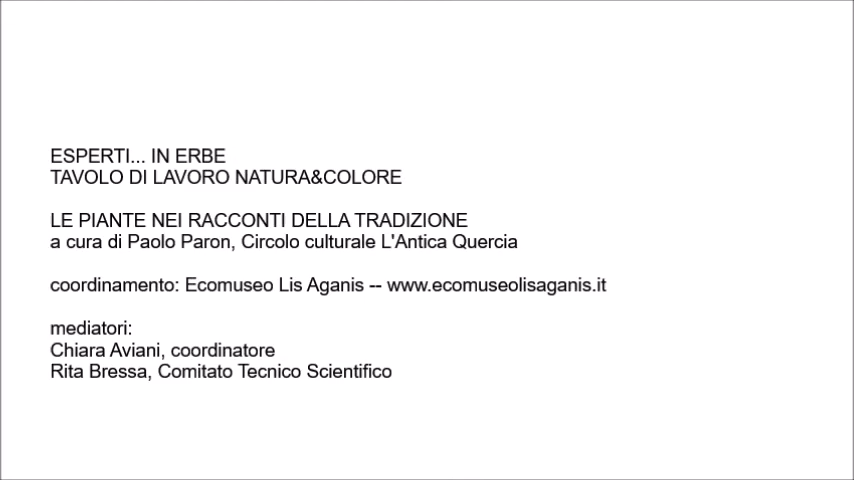 ESPERTI... IN ERBE
TAVOLO DI LAVORO NATURA&COLORE
LE PIANTE NEI RACCONTI DELLA TRADIZIONE
a cura di Paolo Paron, Circolo culturale L'Antica Quercia
coordinamento: Ecomuseo Lis Aganis -- www.ecomuseolisaganis.it
mediatori:
Chiara Aviani, coordinatore
Rita Bressa, Comitato Tecnico Scientifico